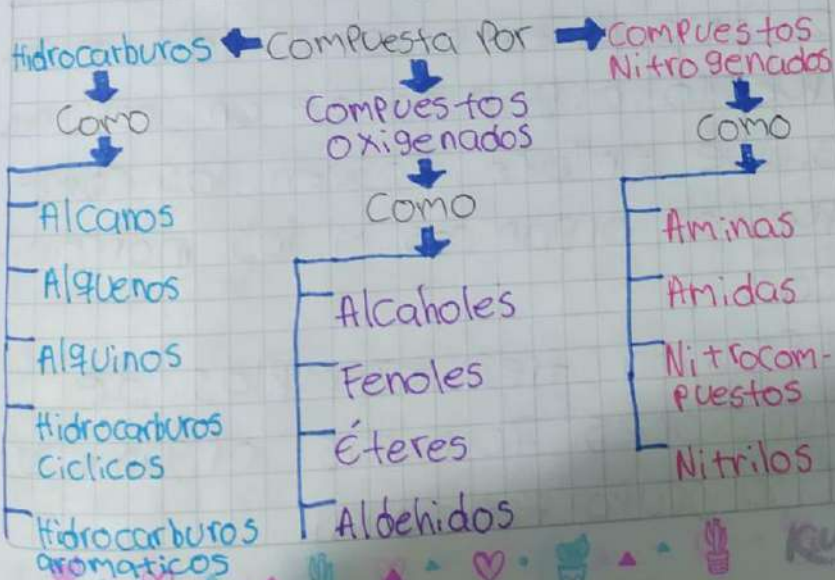 Hidrocarburos
Compuesta Por
Compuestos
Nitrogenados
Como
Alcanos
Alquenos
Alquinos
Hidrocarburos
Ciclicos
Hidrocarburos
aromaticos
Compuestos
oxigenados
Como
Alcaholes
Fenoles
Éteres
Aldehidos
Como
Aminas
Amidas
Nitrocom-
puestos
Nitrilos